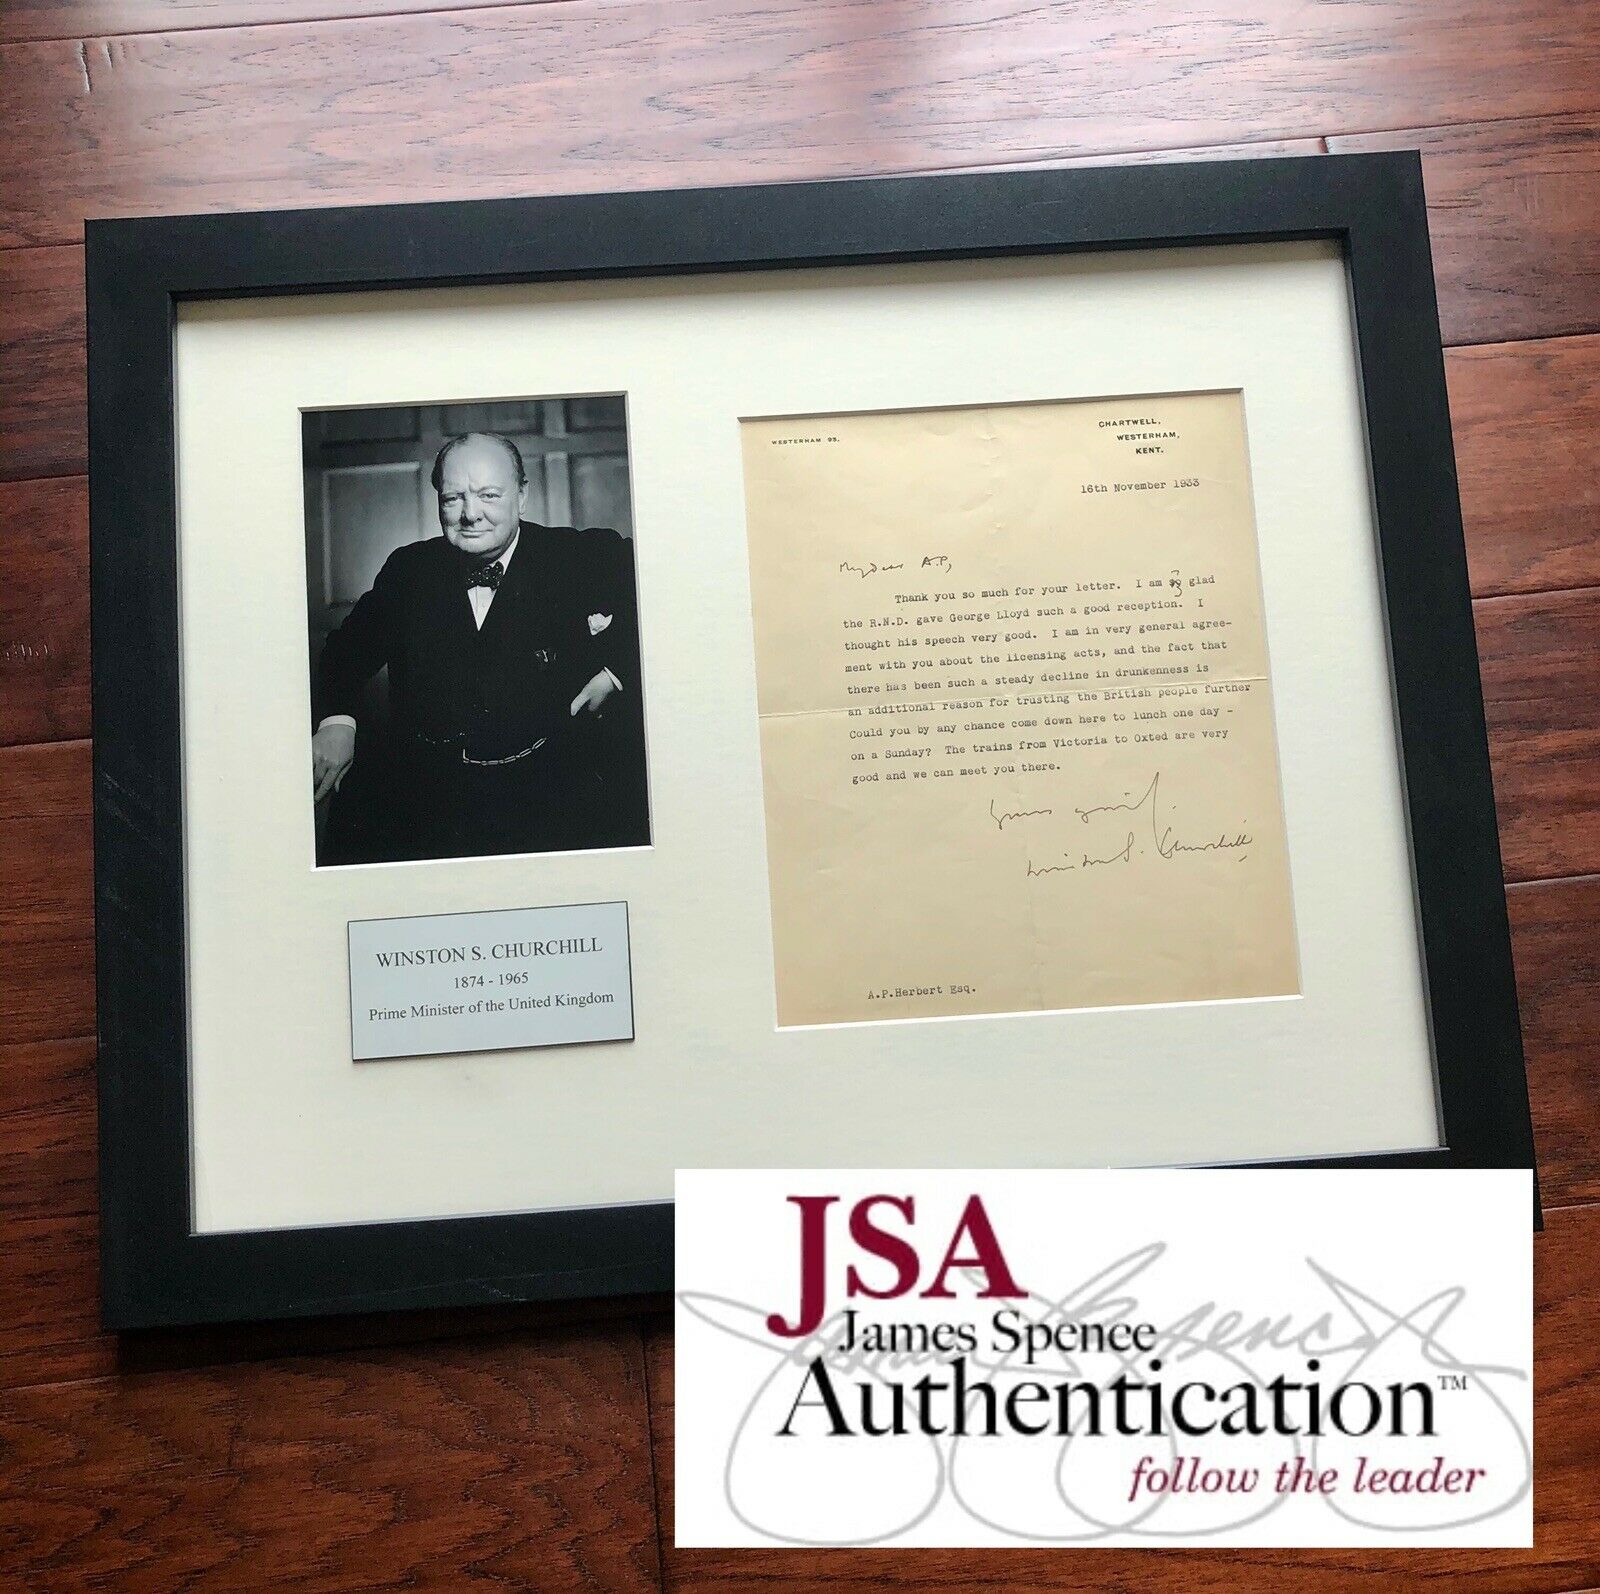 WESTERHAM 93.
CHARTWELL,
WESTERHAM,
KENT.
16th November 1933
My dear A.P,
Thank you so much for your letter. I am so glad
the R.N.D. gave George Lloyd such a good reception. I
thought his speech very good. I am in very general agree-
ment with you about the licensing acts, and the fact that
there has been such a steady decline in drunkenness is
an additional reason for trusting the British people further
Could you by any chance come down here to lunch one day -
on a Sunday? The trains from Victoria to Oxted are very
good and we can meet you there.
Yours
Winston S. Churchill
A.P.Herbert Esq.
WINSTON S. CHURCHILL
1874 - 1965
Prime Minister of the United Kingdom
JSA
James Spence
Authentication™
follow the leader